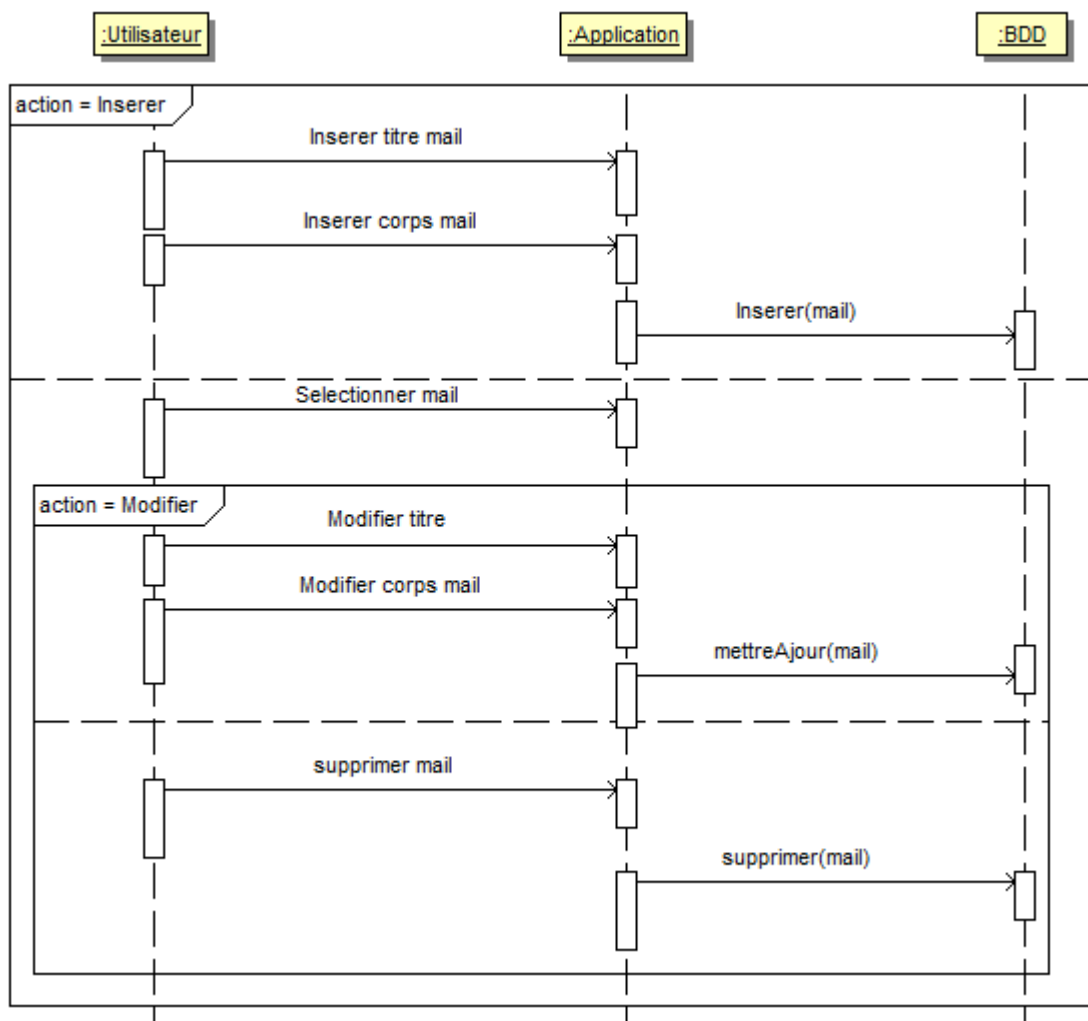 :Utilisateur
:Application
:BDD
action = Inserer
Inserer titre mail
Inserer corps mail
Inserer(mail)
Selectionner mail
action = Modifier
Modifier titre
Modifier corps mail
mettreAjour(mail)
supprimer mail
supprimer(mail)